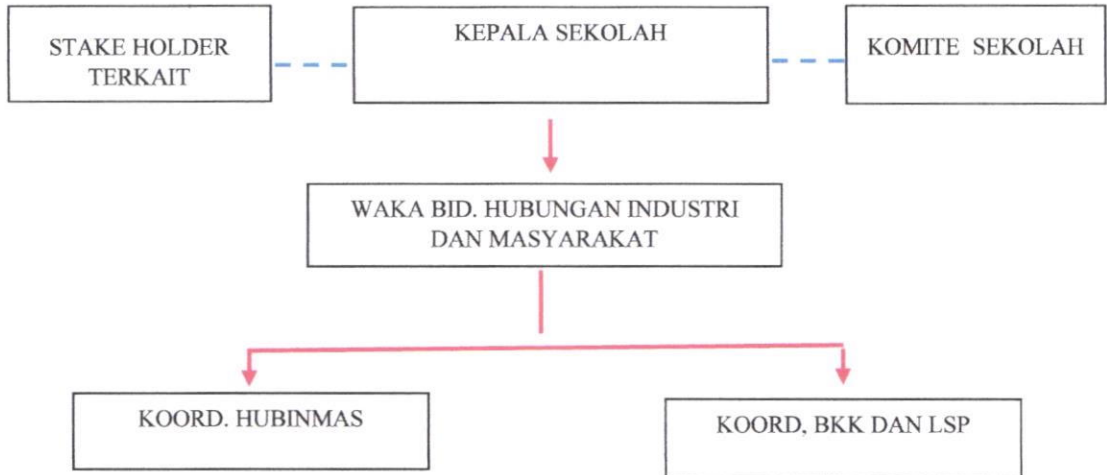 STAKE HOLDER
TERKAIT
KEPALA SEKOLAH
KOMITE SEKOLAH
WAKA BID. HUBUNGAN INDUSTRI
DAN MASYARAKAT
KOORD. HUBINMAS
KOORD, BKK DAN LSP